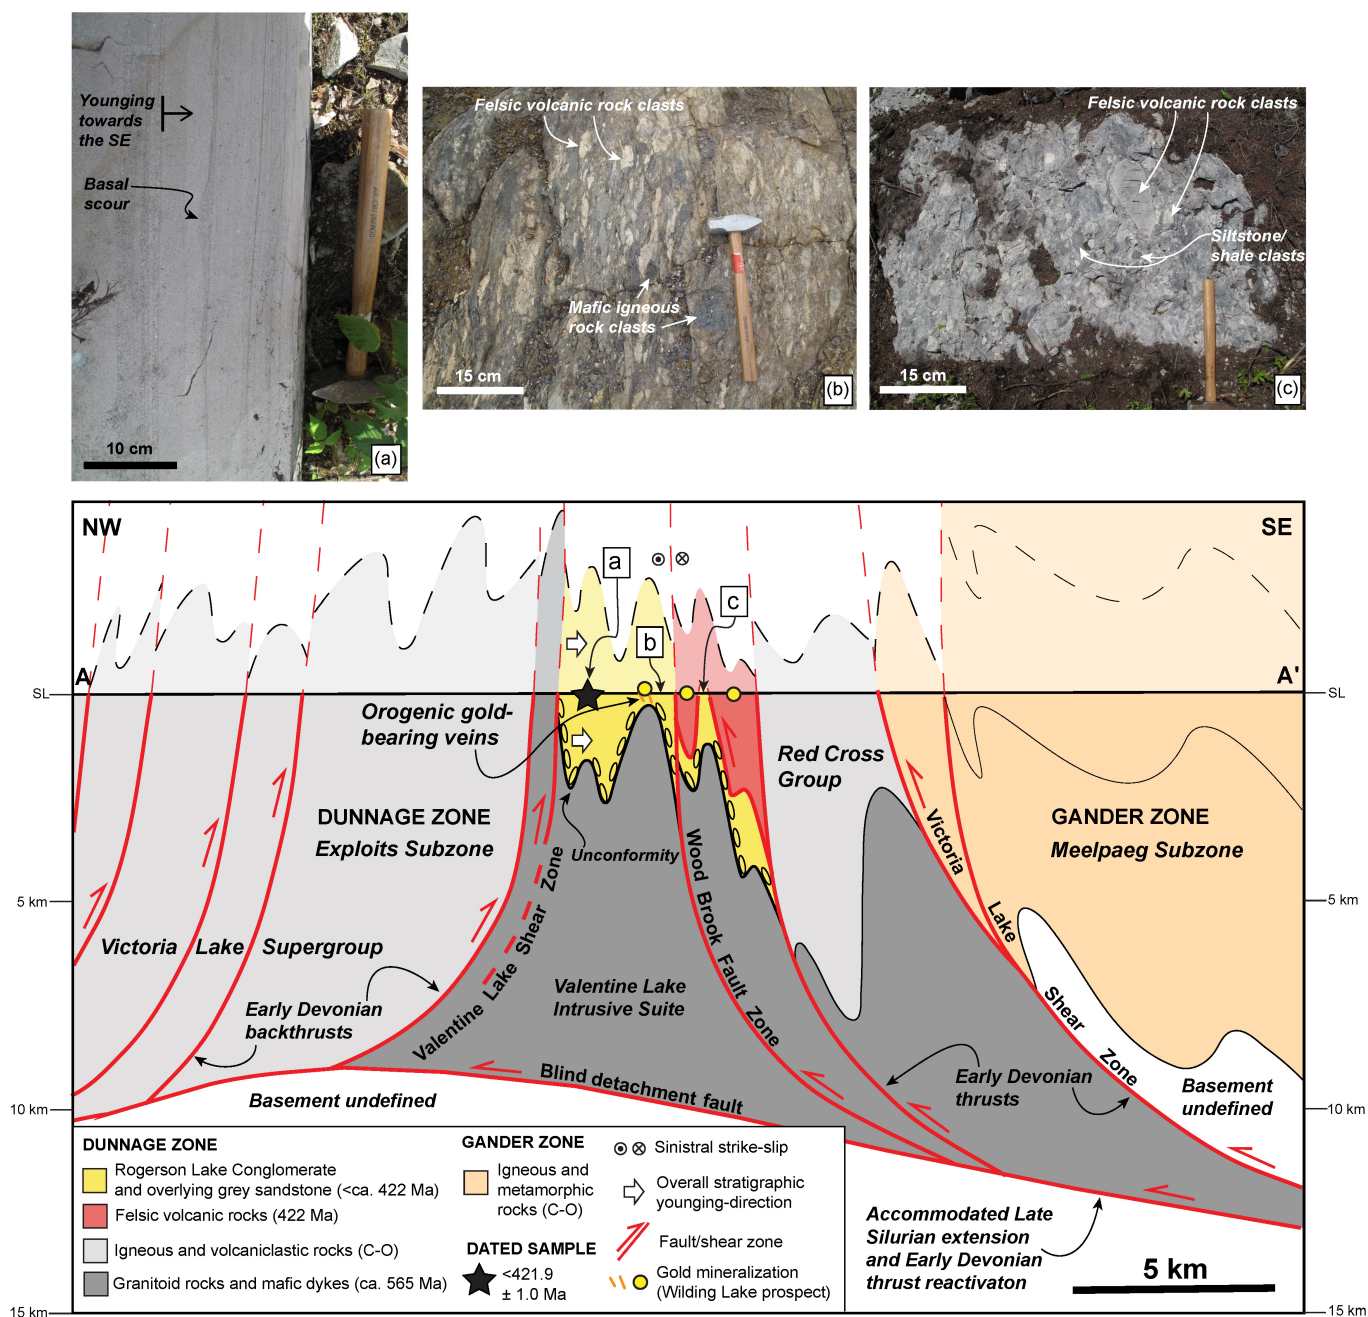 Younging
towards
the SE
Basal
scour
10 cm
(a)
Felsic volcanic rock clasts
Mafic igneous
rock clasts
15 cm
(b)
Felsic volcanic rock clasts
Siltstone/
shale clasts
15 cm
(c)
NW
SE
a
c
b
A
A'
SL
SL
Orogenic gold-
bearing veins
Red Cross
Group
DUNNAGE ZONE
Exploits Subzone
GANDER ZONE
Meelpaeg Subzone
Unconformity
Victoria Lake Supergroup
Valentine Lake Shear Zone
Wood Brook Fault Zone
Victoria Lake Shear Zone
5 km
5 km
Early Devonian
backthrusts
Valentine Lake
Intrusive Suite
Blind detachment fault
Early Devonian
thrusts
Basement undefined
Basement
undefined
10 km
10 km
DUNNAGE ZONE
Rogerson Lake Conglomerate
and overlying grey sandstone (<ca. 422 Ma)
Felsic volcanic rocks (422 Ma)
Igneous and volcaniclastic rocks (C-O)
Granitoid rocks and mafic dykes (ca. 565 Ma)
GANDER ZONE
Igneous and
metamorphic
rocks (C-O)
DATED SAMPLE
<421.9
± 1.0 Ma
Sinistral strike-slip
Overall stratigraphic
younging-direction
Fault/shear zone
Gold mineralization
(Wilding Lake prospect)
Accommodated Late
Silurian extension
and Early Devonian
thrust reactivaton
5 km
15 km
15 km